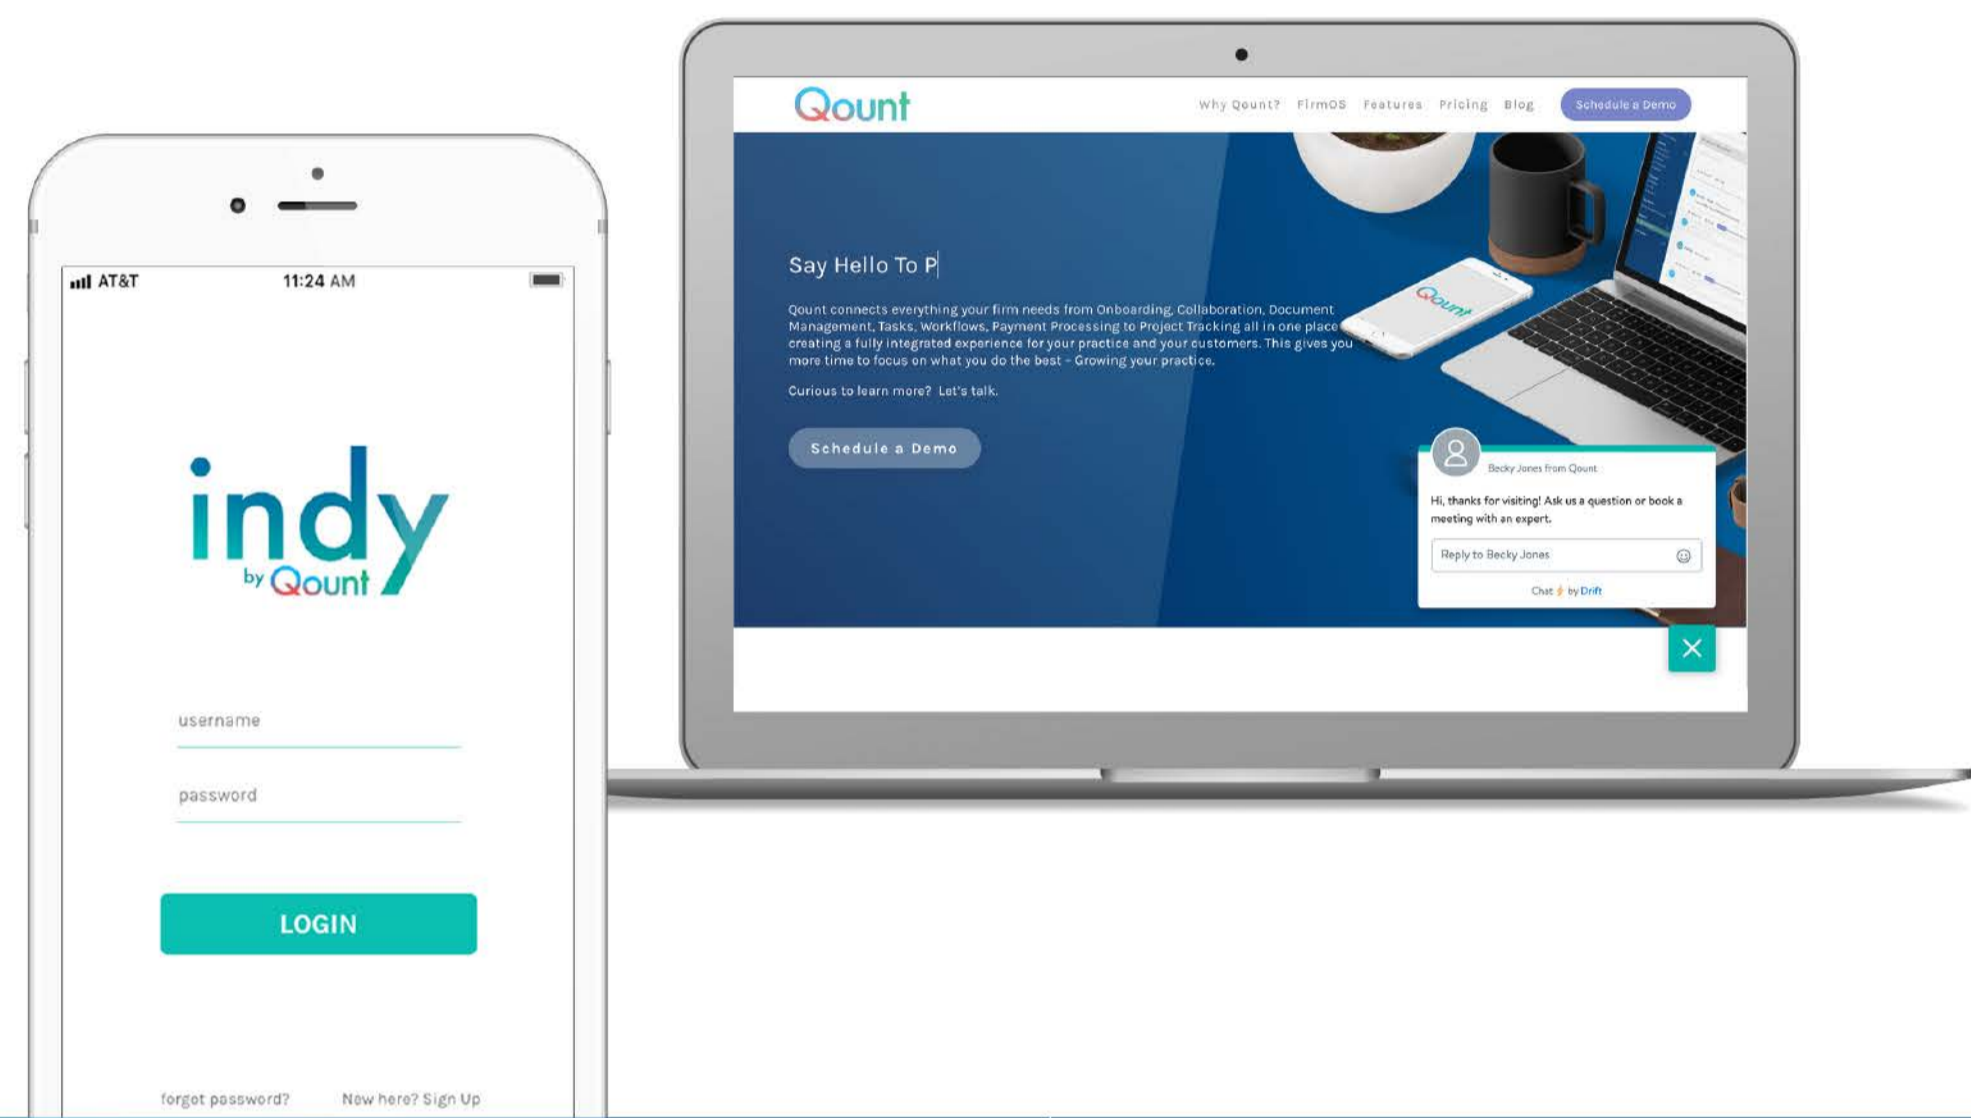 AT&T 11:24 AM
indy
by Qount
username
password
LOGIN
forgot password? New here? Sign Up
Qount
Why Qount? FirmOS Features Pricing Blog Schedule a Demo
Say Hello To P
Qount connects everything your firm needs from Onboarding, Collaboration, Document
Management, Tasks, Workflows, Payment Processing to Project Tracking all in one place
creating a fully integrated experience for your practice and your customers. This gives you
more time to focus on what you do the best - Growing your practice.
Curious to learn more? Let's talk.
Schedule a Demo
Qount
Becky Jones from Qount
Hi, thanks for visiting! Ask us a question or book a
meeting with an expert.
Reply to Becky Jones
Chat by Drift